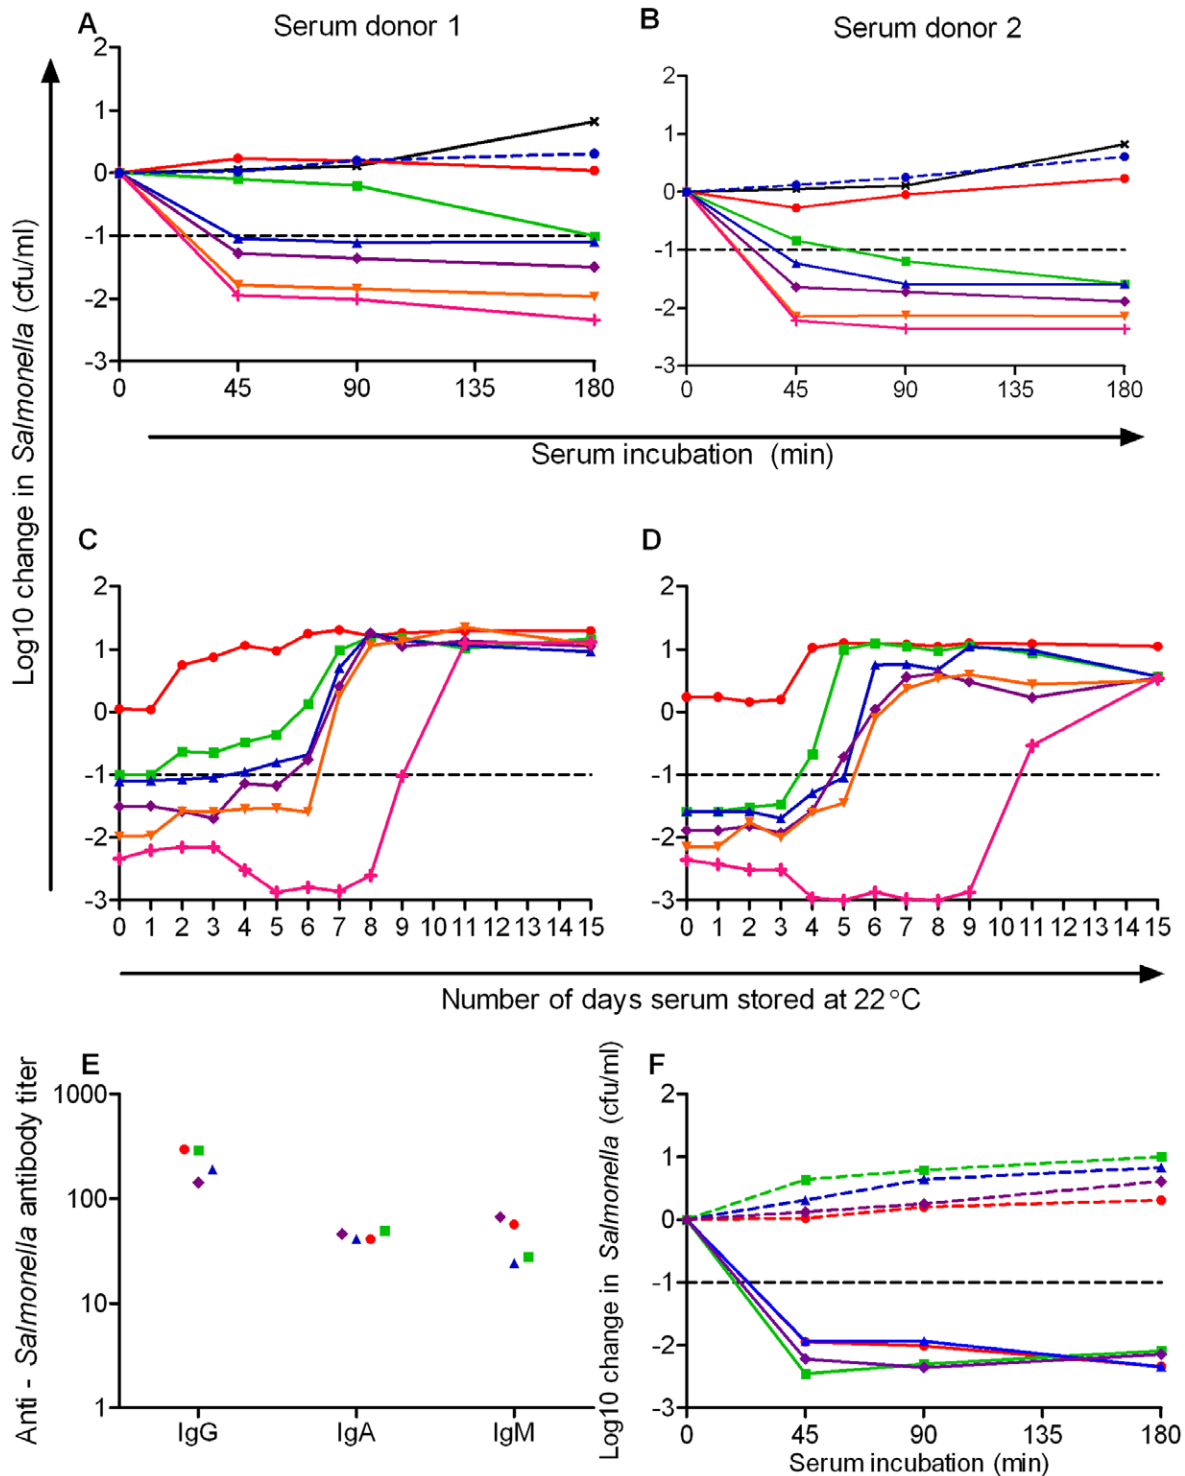 A
Serum donor 1
B
Serum donor 2
Log10 change in Salmonella (cfu/ml)
2
1
0
-1
-2
-3
0 45 90 135 180
2
1
0
-1
-2
-3
0 45 90 135 180
Serum incubation (min)
C
2
1
0
-1
-2
-3
0 1 2 3 4 5 6 7 8 9 10 11 12 13 14 15
D
2
1
0
-1
-2
-3
0 1 2 3 4 5 6 7 8 9 10 11 12 13 14 15
Number of days serum stored at 22°C
E
Anti - Salmonella antibody titer
1000
100
10
1
IgG IgA IgM
F
Log10 change in Salmonella (cfu/ml)
2
1
0
-1
-2
-3
0 45 90 135 180
Serum incubation (min)